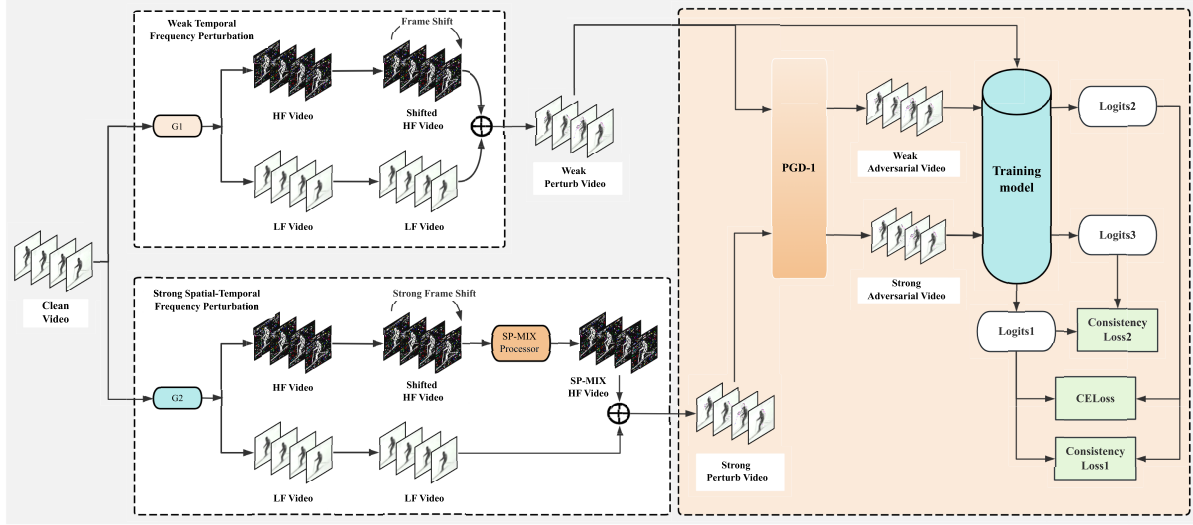 Weak Temporal
Frequency Perturbation
Frame Shift
G1
HF Video
Shifted
HF Video
LF Video
LF Video
Weak
Perturb Video
Clean
Video
Strong Spatial-Temporal
Frequency Perturbation
Strong Frame Shift
G2
HF Video
Shifted
HF Video
SP-MIX
Processor
SP-MIX
HF Video
LF Video
LF Video
Strong
Perturb Video
PGD-1
Weak
Adversarial Video
Strong
Adversarial Video
Training
model
Logits2
Logits3
Logits1
Consistency
Loss2
CELoss
Consistency
Loss1